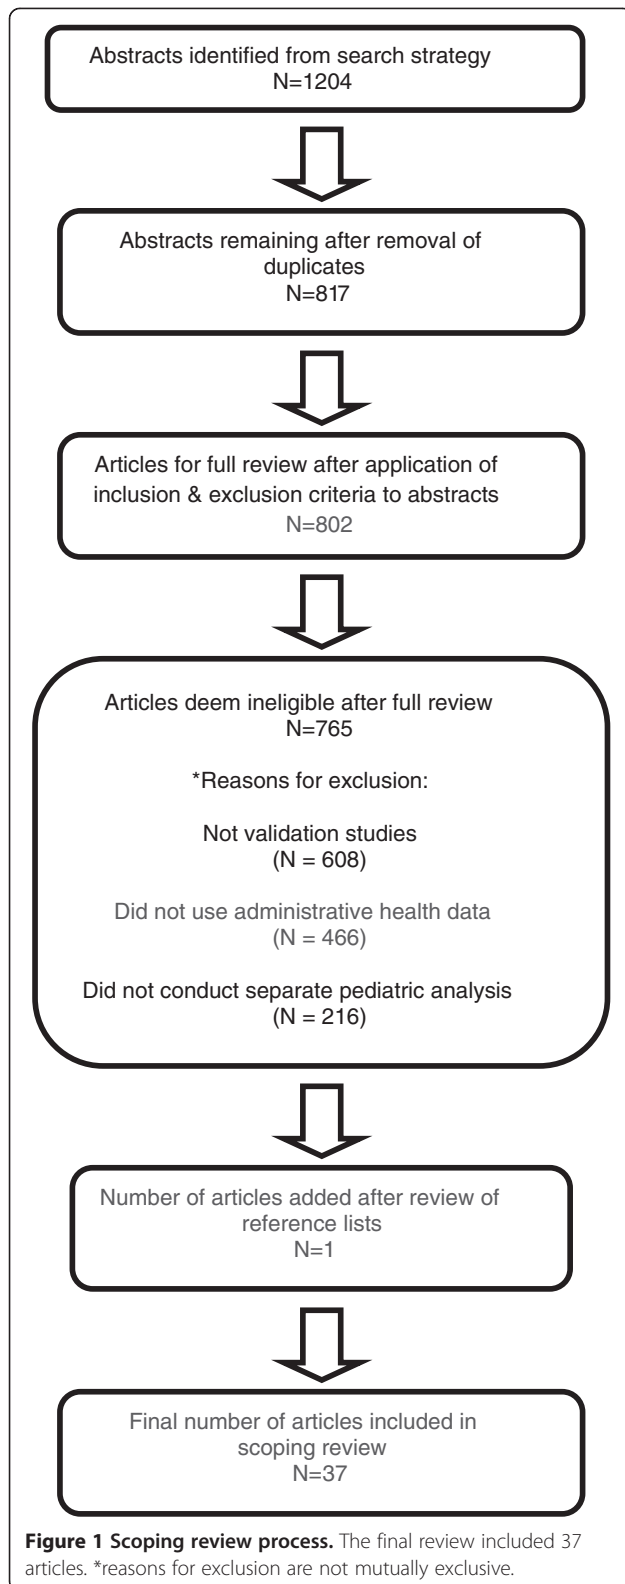 Abstracts identified from search strategy
N=1204
Abstracts remaining after removal of
duplicates
N=817
Articles for full review after application of
inclusion & exclusion criteria to abstracts
N=802
Articles deem ineligible after full review
N=765
*Reasons for exclusion:
Not validation studies
(N = 608)
Did not use administrative health data
(N = 466)
Did not conduct separate pediatric analysis
(N = 216)
Number of articles added after review of
reference lists
N=1
Final number of articles included in
scoping review
N=37
Figure 1 Scoping review process. The final review included 37
articles. *reasons for exclusion are not mutually exclusive.